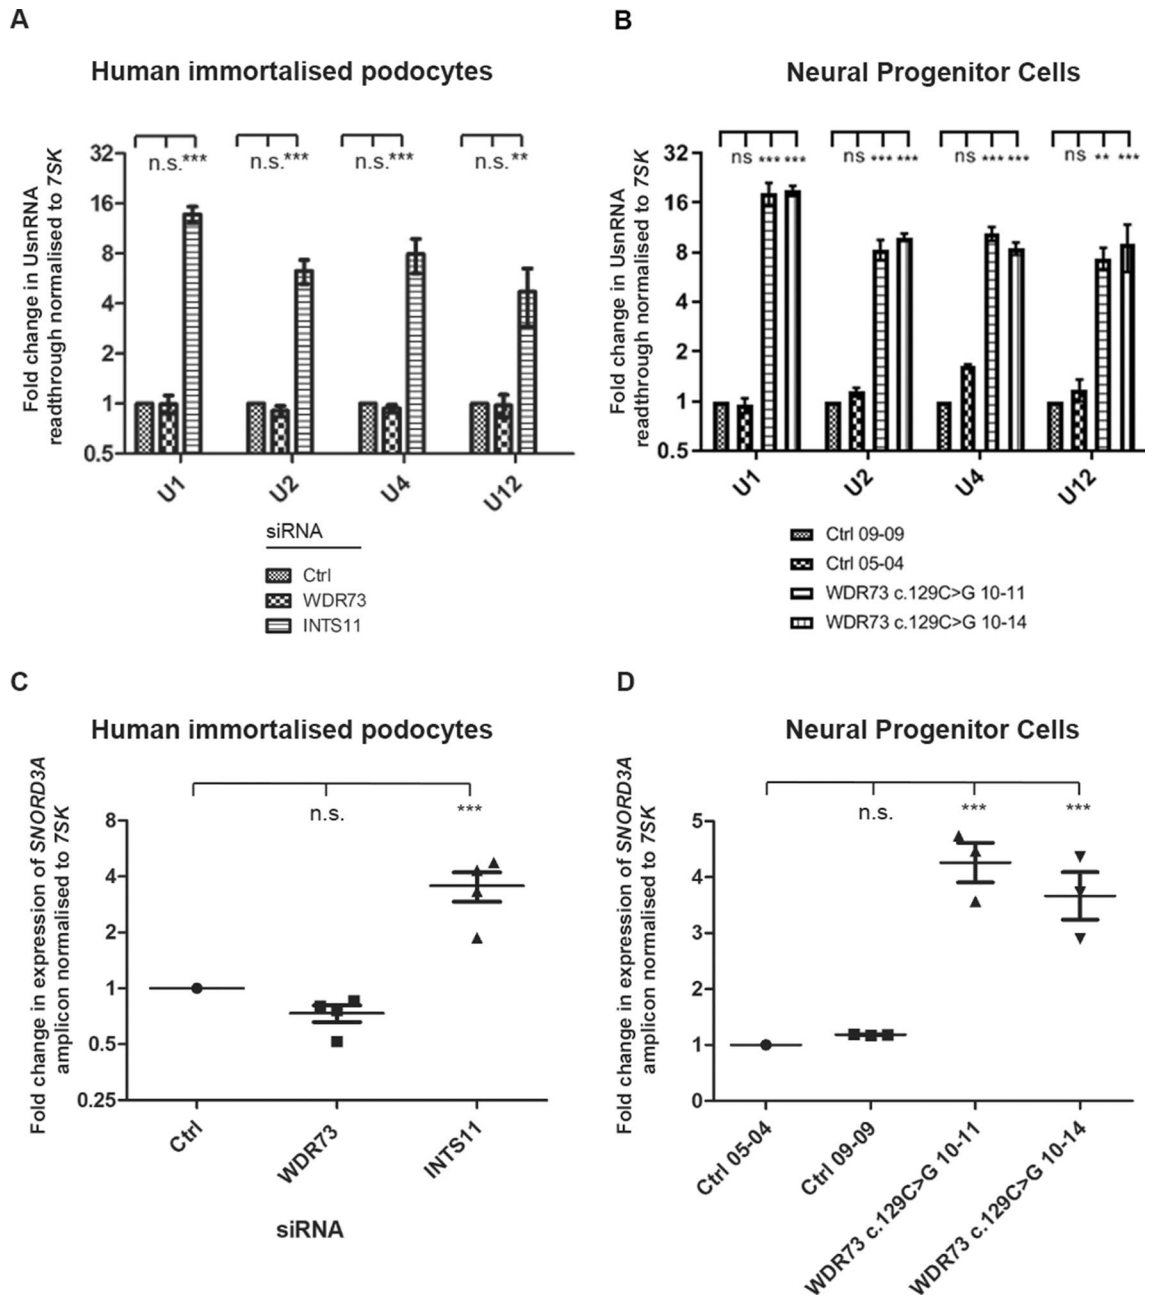 A
Human immortalised podocytes
Fold change in UsnRNA
readthrough normalised to 7SK
32
16
8
4
2
1
0.5
n.s.***
n.s.***
n.s.***
n.s.**
U1
U2
U4
U12
siRNA
Ctrl
WDR73
INTS11
B
Neural Progenitor Cells
Fold change in UsnRNA
readthrough normalised to 7SK
32
16
8
4
2
1
0.5
ns *** ***
ns *** ***
ns *** ***
ns ** ***
U1
U2
U4
U12
Ctrl 09-09
Ctrl 05-04
WDR73 c.129C>G 10-11
WDR73 c.129C>G 10-14
C
Human immortalised podocytes
Fold change in expression of SNORD3A
amplicon normalised to 7SK
8
4
2
1
0.5
0.25
n.s.
***
Ctrl
WDR73
INTS11
siRNA
D
Neural Progenitor Cells
Fold change in expression of SNORD3A
amplicon normalised to 7SK
5
4
3
2
1
0
n.s.
***
***
Ctrl 05-04
Ctrl 09-09
WDR73 c.129C>G 10-11
WDR73 c.129C>G 10-14